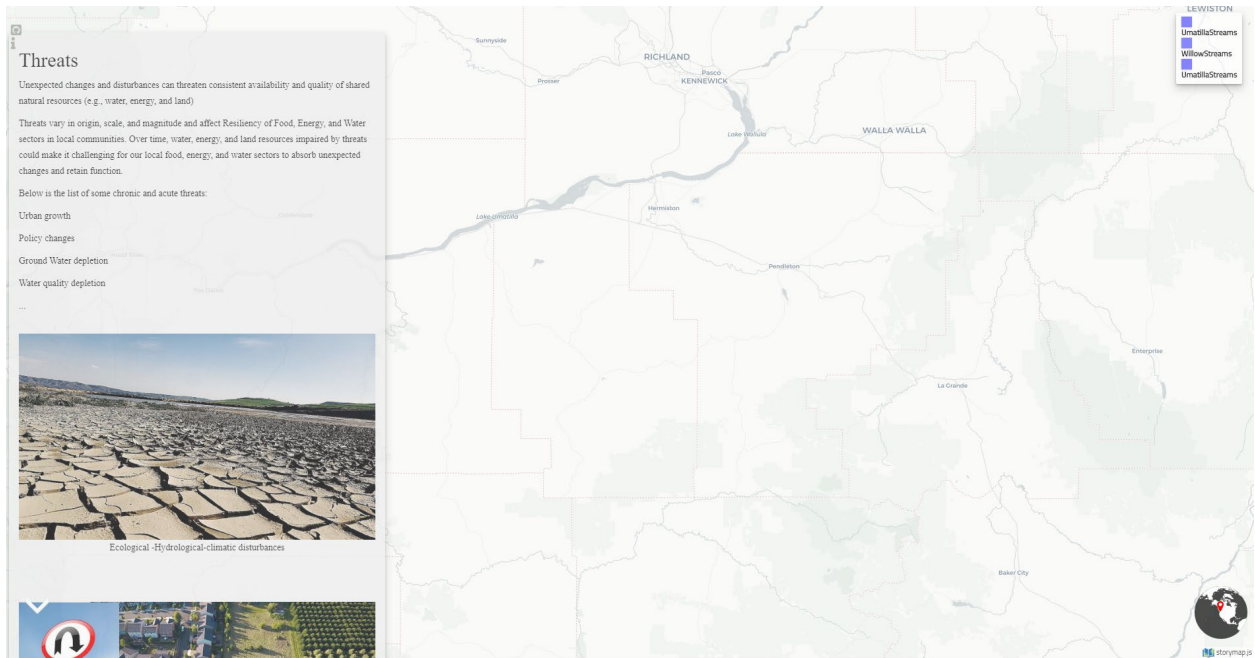 Threats
Unexpected changes and disturbances can threaten consistent availability and quality of shared
natural resources (e.g., water, energy, and land)
Threats vary in origin, scale, and magnitude and affect Resiliency of Food, Energy, and Water
sectors in local communities. Over time, water, energy, and land resources impaired by threats
could make it challenging for our local food, energy, and water sectors to absorb unexpected
changes and retain function.
Below is the list of some chronic and acute threats:
Urban growth
Policy changes
Ground Water depletion
Water quality depletion
...
Ecological -Hydrological-climatic disturbances
Goldendale
The Dalles
Sunnyside
RICHLAND
Prosser
Pasco
KENNEWICK
Lake Wallula
WALLA WALLA
Hermiston
Lake Umatilla
Pendleton
Enterprise
La Grande
Baker City
LEWISTON
UmatillaStreams
WillowStreams
UmatillaStreams
storymap.js